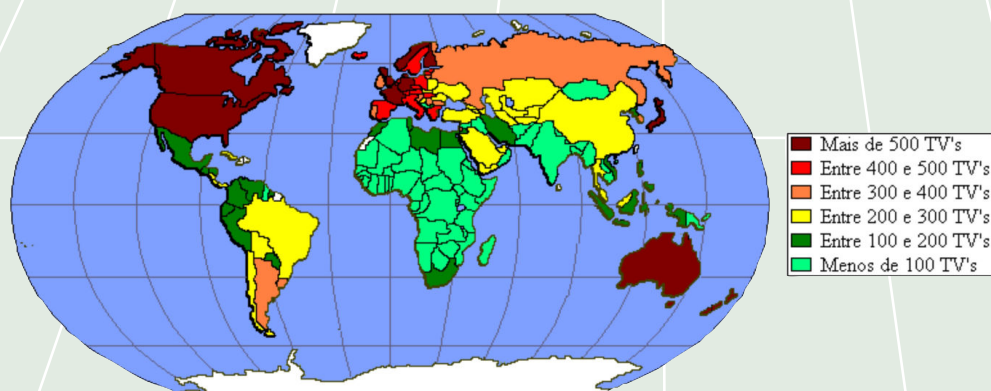 Mais de 500 TV's
Entre 400 e 500 TV's
Entre 300 e 400 TV's
Entre 200 e 300 TV's
Entre 100 e 200 TV's
Menos de 100 TV's